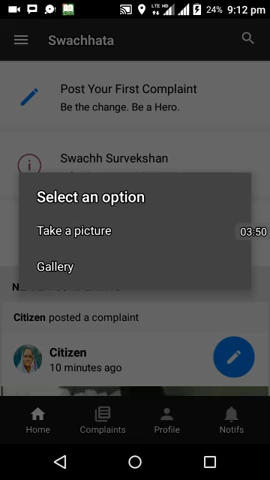 LTE HD
24% 9:12 pm
Swachhata
Post Your First Complaint
Be the change. Be a Hero.
Swachh Survekshan
Select an option
Take a picture
03:50
Gallery
Citizen posted a complaint
Citizen
10 minutes ago
Home Complaints Profile Notifs